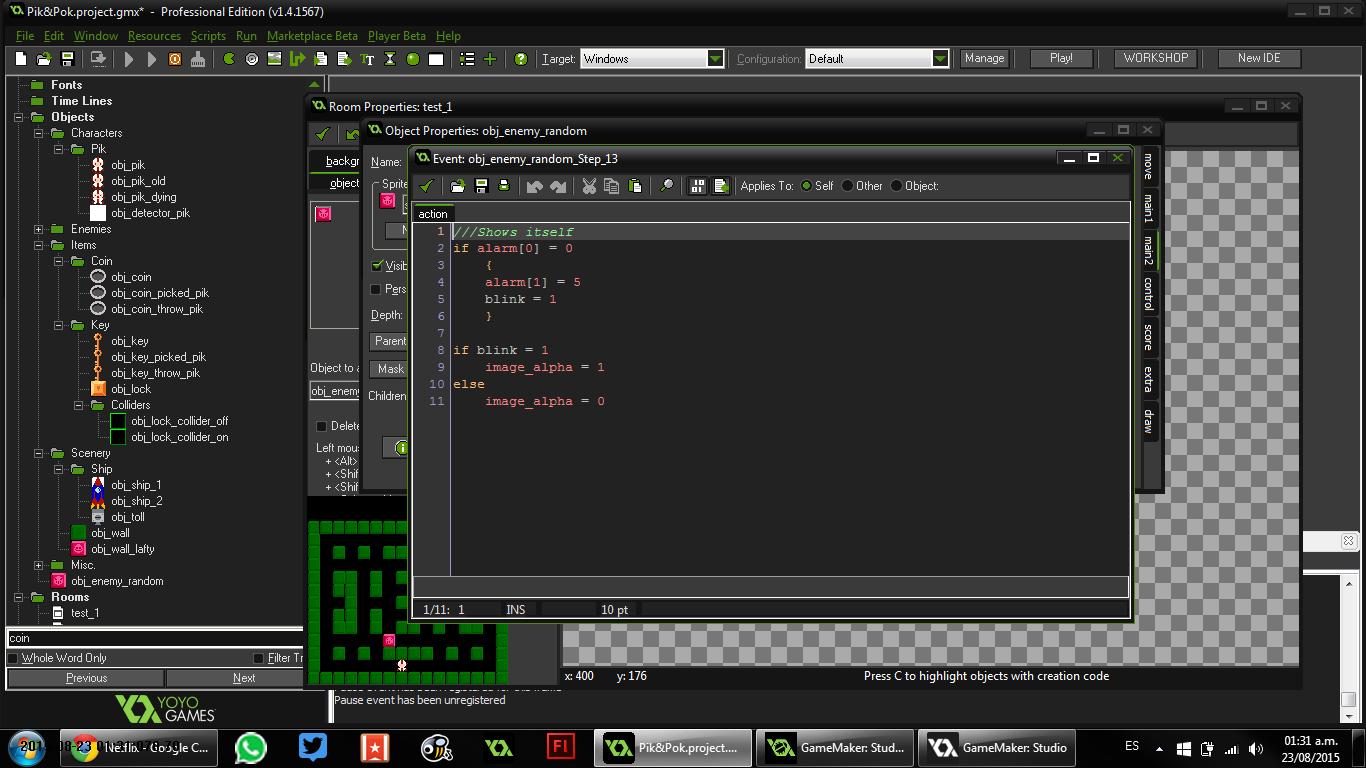 Pik&Pok.project.gmx* - Professional Edition (v1.4.1567)
File Edit Window Resources Scripts Run Marketplace Beta Player Beta Help
Target: Windows Configuration: Default Manage Play! WORKSHOP New IDE
Fonts
Time Lines
Objects
Characters
Pik
obj_pik
obj_pik_old
obj_pik_dying
obj_detector_pik
Enemies
Items
Coin
obj_coin
obj_coin_picked_pik
obj_coin_throw_pik
Key
obj_key
obj_key_picked_pik
obj_key_throw_pik
obj_lock
Colliders
obj_lock_collider_off
obj_lock_collider_on
Scenery
Ship
obj_ship_1
obj_ship_2
obj_toll
obj_wall
obj_wall_lafty
Misc.
obj_enemy_random
Rooms
test_1
coin
Whole Word Only Filter Tr
Previous Next
YOYO
GAMES
Room Properties: test_1
backgr
object
Object to a
obj_enemy
Delete
Left mou
+ <Alt>
+ <Shif
+ <Shif
Object Properties: obj_enemy_random
Name:
Sprite
Visib
Pers
Depth:
Parent
Mask
Children
move
main1
main2
control
score
extra
draw
Event: obj_enemy_random_Step_13
Applies To: Self Other Object:
action
1 ///Shows itself
2 if alarm[0] = 0
3 {
4 alarm[1] = 5
5 blink = 1
6 }
7
8 if blink = 1
9 image_alpha = 1
10 else
11 image_alpha = 0
1/11: 1 INS 10 pt
x: 400 y: 176 Press C to highlight objects with creation code
Pause event has been unregistered
Netflix - Google C...
Pik&Pok.project....
GameMaker: Stud...
GameMaker: Studio
ES
01:31 a.m.
23/08/2015